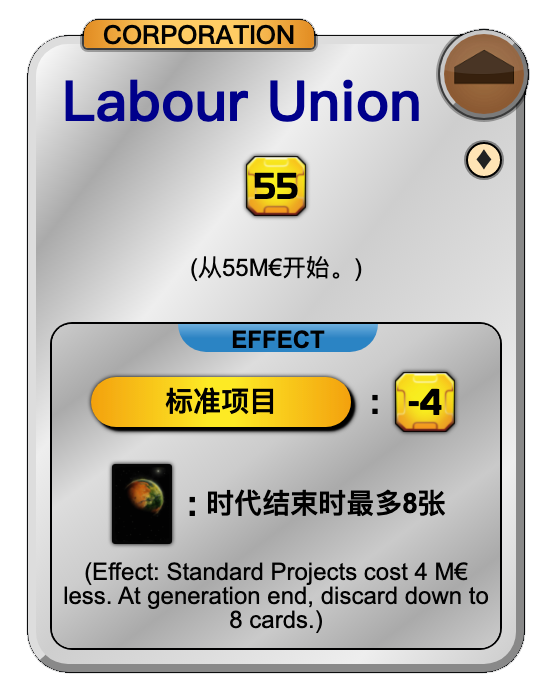 CORPORATION
Labour Union
55
(从55M€开始。)
EFFECT
标准项目 : -4
: 时代结束时最多8张
(Effect: Standard Projects cost 4 M€
less. At generation end, discard down to
8 cards.)